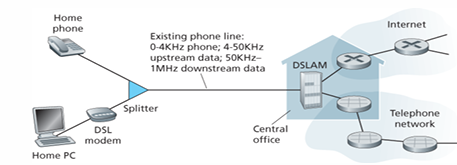 Home
phone
Existing phone line:
0-4KHz phone; 4-50KHz
upstream data; 50KHz–
1MHz downstream data
Internet
DSLAM
Splitter
DSL
modem
Home PC
Central
office
Telephone
network